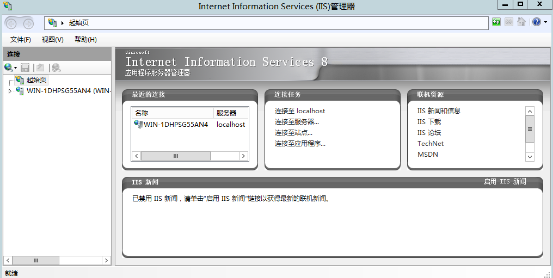 Internet Information Services (IIS)管理器
起始页
文件(F) 视图(V) 帮助(H)
连接
起始页
WIN-1DHPSG55AN4 (WIN-
Microsoft
Internet Information Services 8
应用程序服务器管理器
最近的连接
名称 服务器
WIN-1DHPSG55AN4 localhost
连接任务
连接至 localhost
连接至服务器...
连接至站点...
连接至应用程序...
联机资源
IIS 新闻和信息
IIS 下载
IIS 论坛
TechNet
MSDN
IIS 新闻 启用 IIS 新闻
已禁用 IIS 新闻，请单击“启用 IIS 新闻”链接以获得最新的联机新闻。
就绪